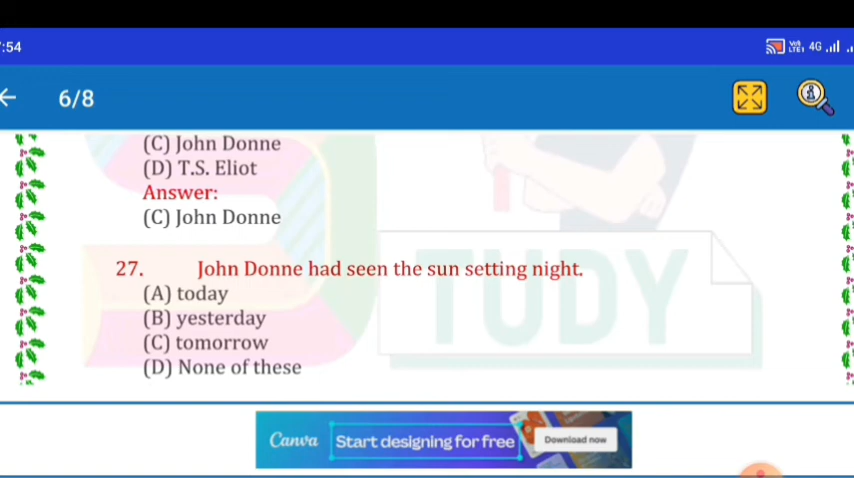 :54
4G
6/8
(C) John Donne
(D) T.S. Eliot
Answer:
(C) John Donne
27. John Donne had seen the sun setting night.
(A) today
(B) yesterday
(C) tomorrow
(D) None of these
TUDY
Canva Start designing for free Download now